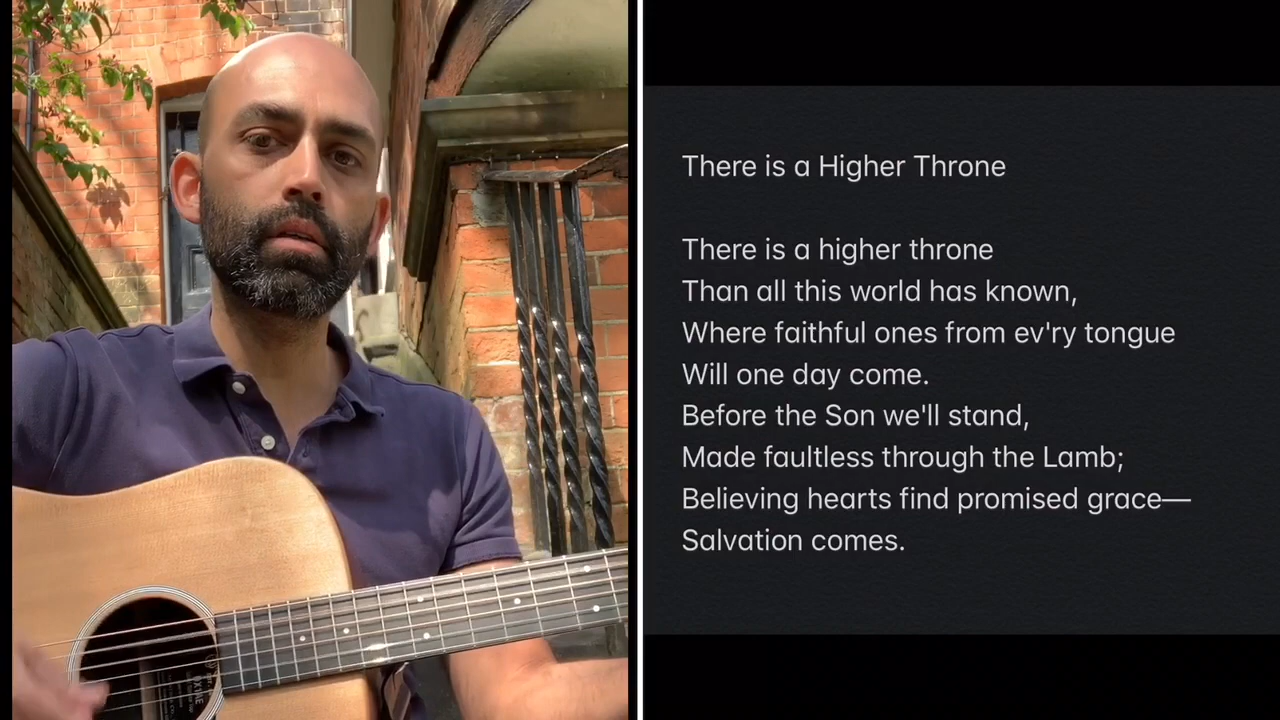 There is a Higher Throne
There is a higher throne
Than all this world has known,
Where faithful ones from ev'ry tongue
Will one day come.
Before the Son we'll stand,
Made faultless through the Lamb;
Believing hearts find promised grace—
Salvation comes.